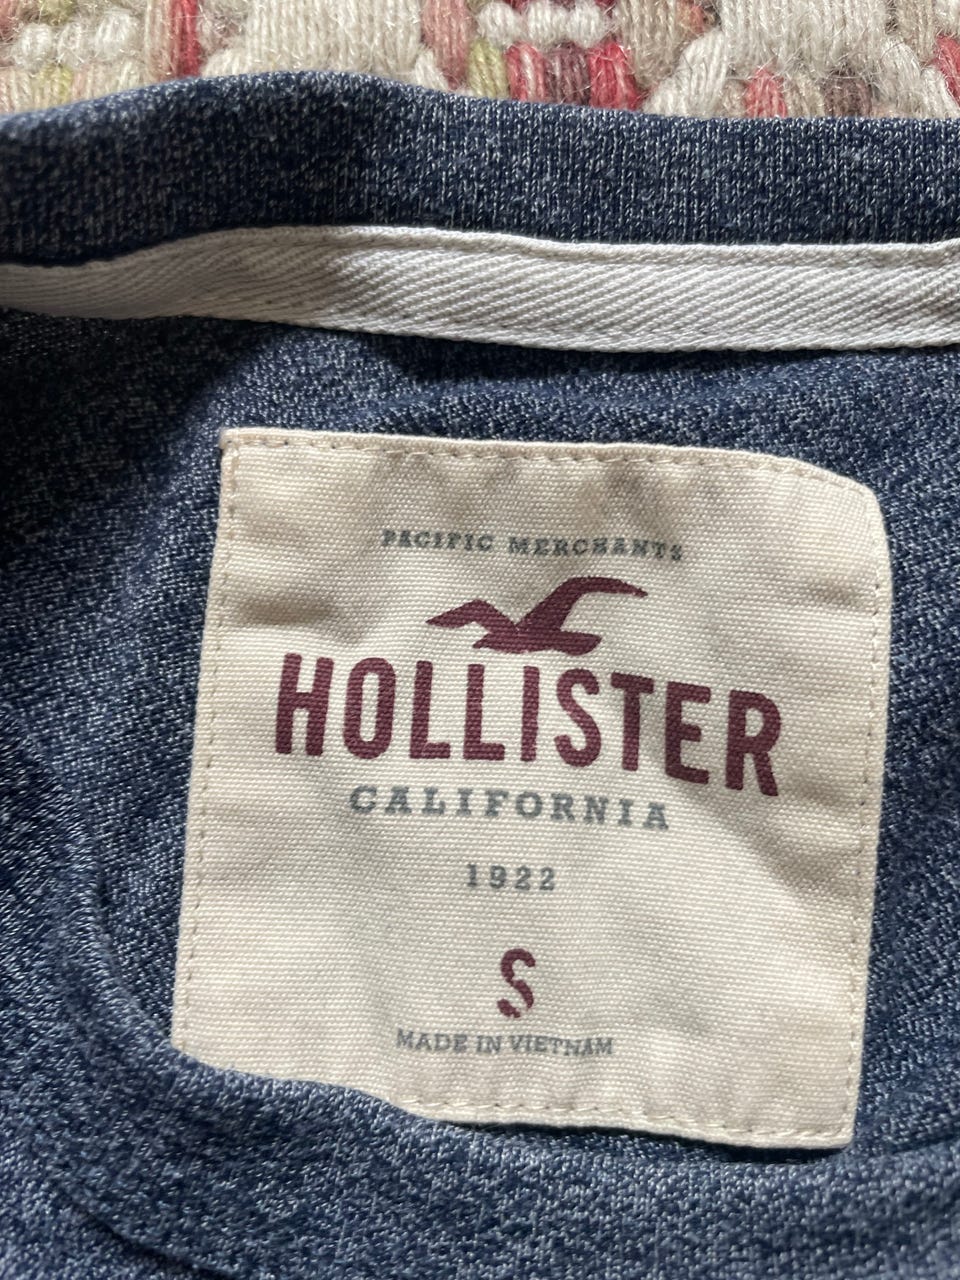 PACIFIC MERCHANTS
HOLLISTER
CALIFORNIA
1922
S
MADE IN VIETNAM